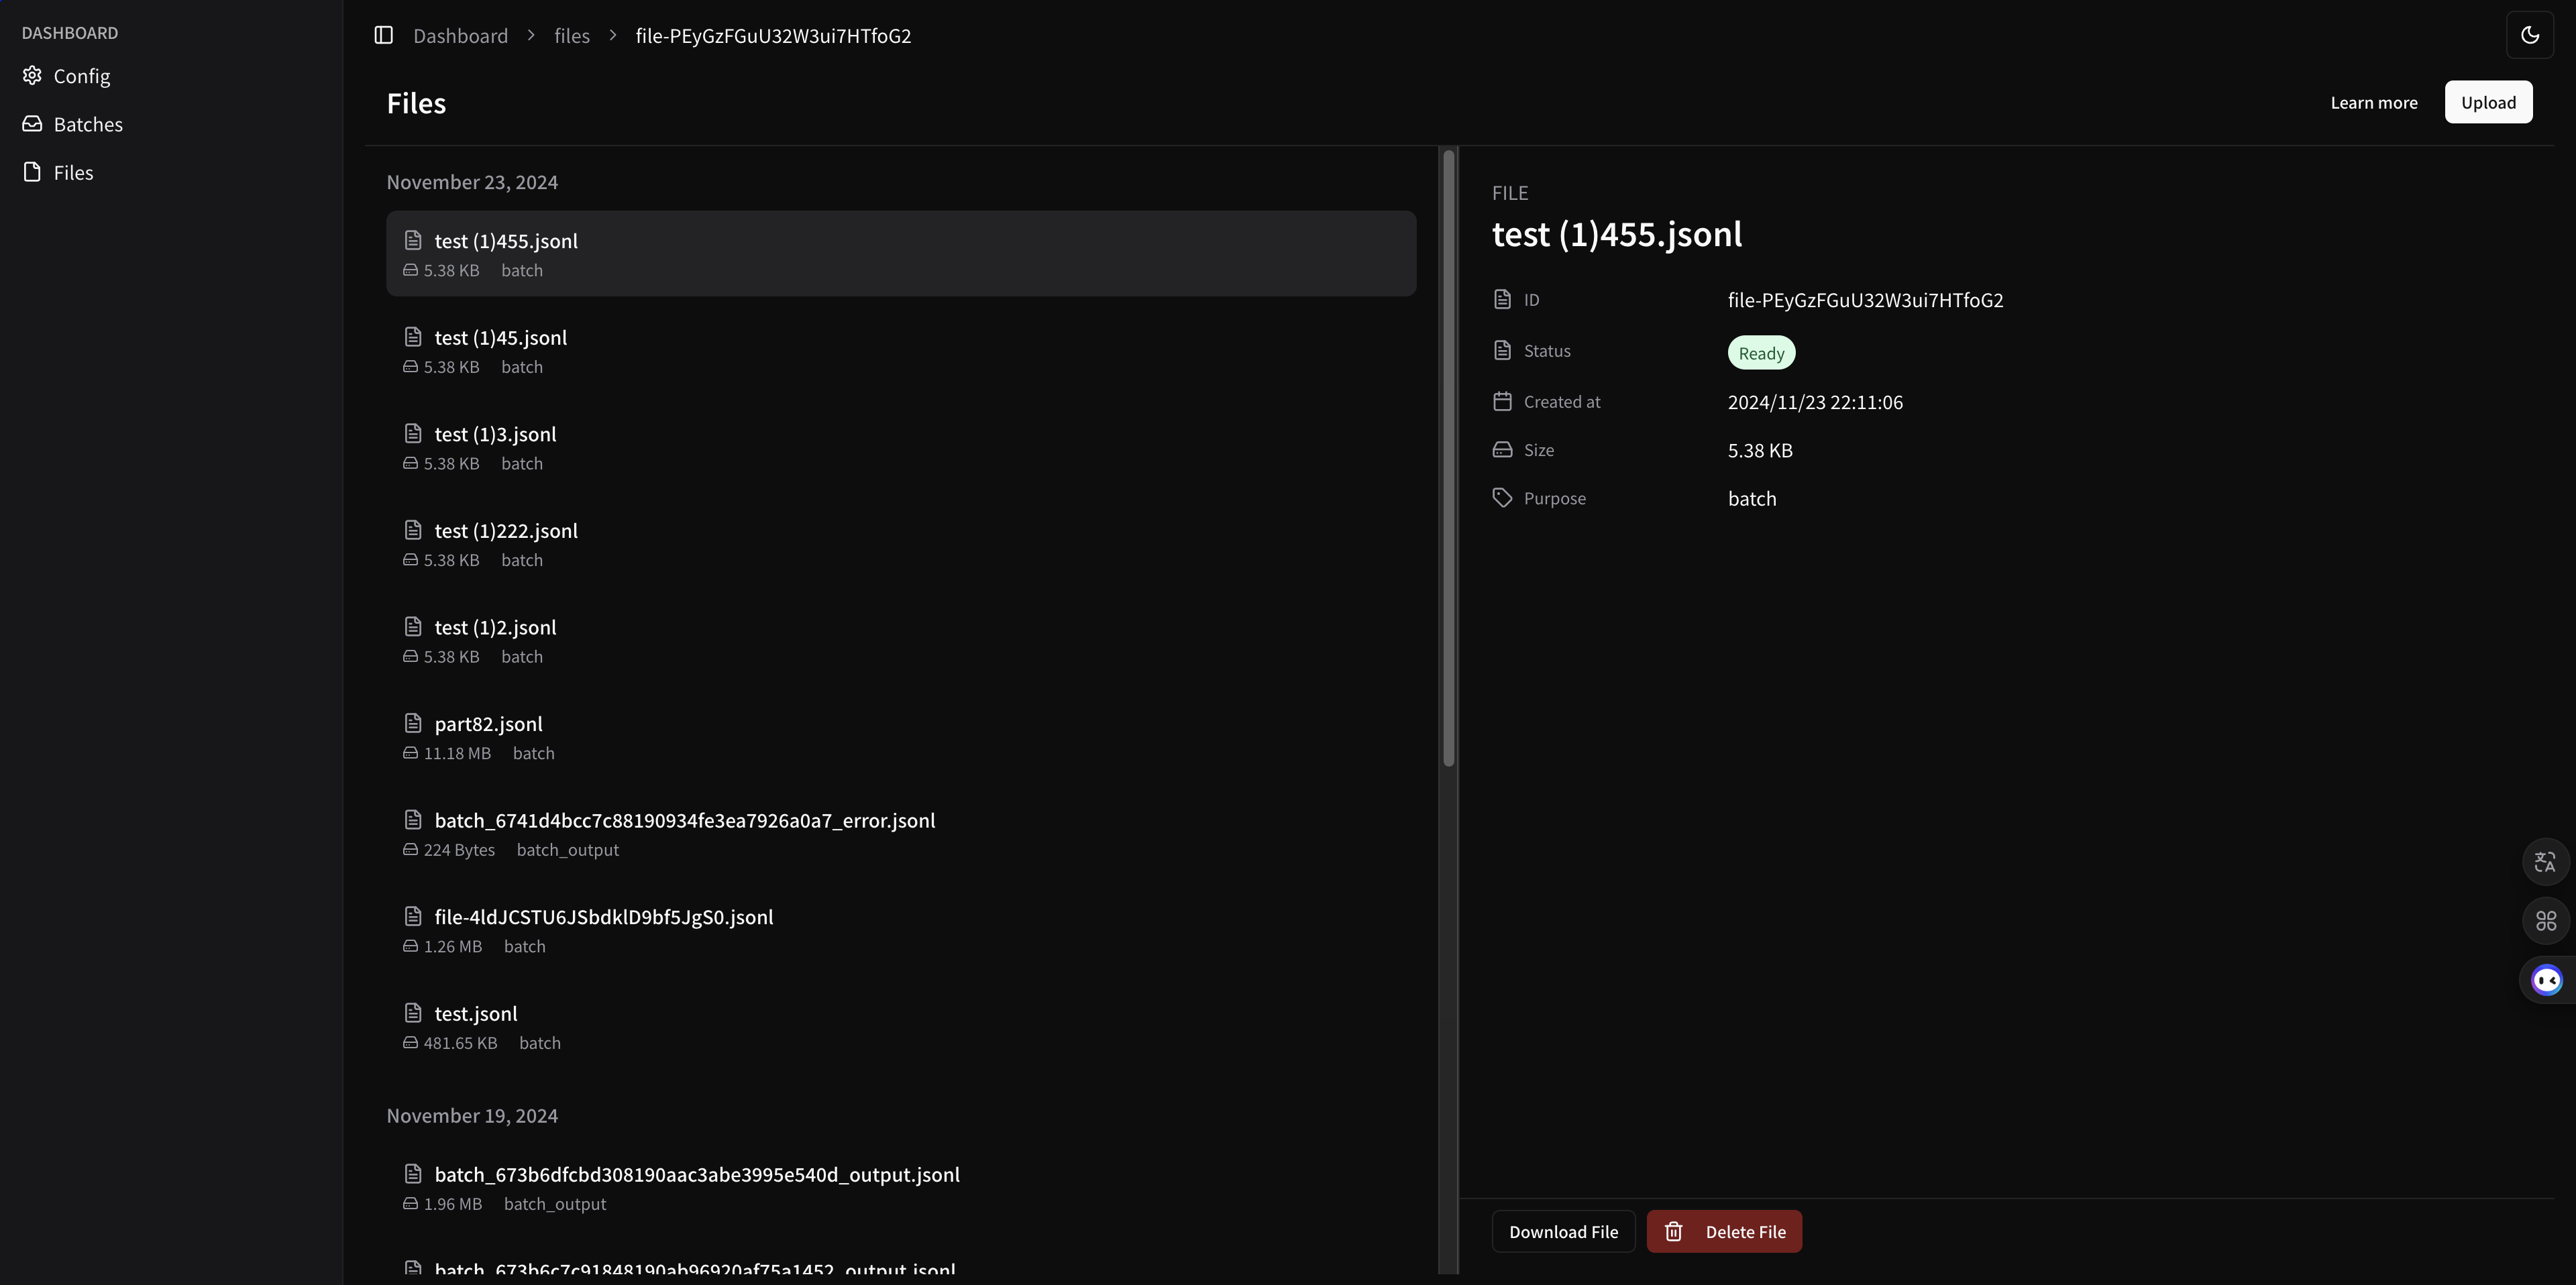 DASHBOARD
Config
Batches
Files
Dashboard > files > file-PEyGzFGuU32W3ui7HTfoG2
Files
Learn more
Upload
November 23, 2024
test (1)455.jsonl
5.38 KB batch
test (1)45.jsonl
5.38 KB batch
test (1)3.jsonl
5.38 KB batch
test (1)222.jsonl
5.38 KB batch
test (1)2.jsonl
5.38 KB batch
part82.jsonl
11.18 MB batch
batch_6741d4bcc7c88190934fe3ea7926a0a7_error.jsonl
224 Bytes batch_output
file-4ldJCSTU6JSbdklD9bf5JgS0.jsonl
1.26 MB batch
test.jsonl
481.65 KB batch
November 19, 2024
batch_673b6dfcbd308190aac3abe3995e540d_output.jsonl
1.96 MB batch_output
batch_673b6c7c91848190ab96920af75a1452_output.jsonl
FILE
test (1)455.jsonl
ID file-PEyGzFGuU32W3ui7HTfoG2
Status Ready
Created at 2024/11/23 22:11:06
Size 5.38 KB
Purpose batch
Download File
Delete File